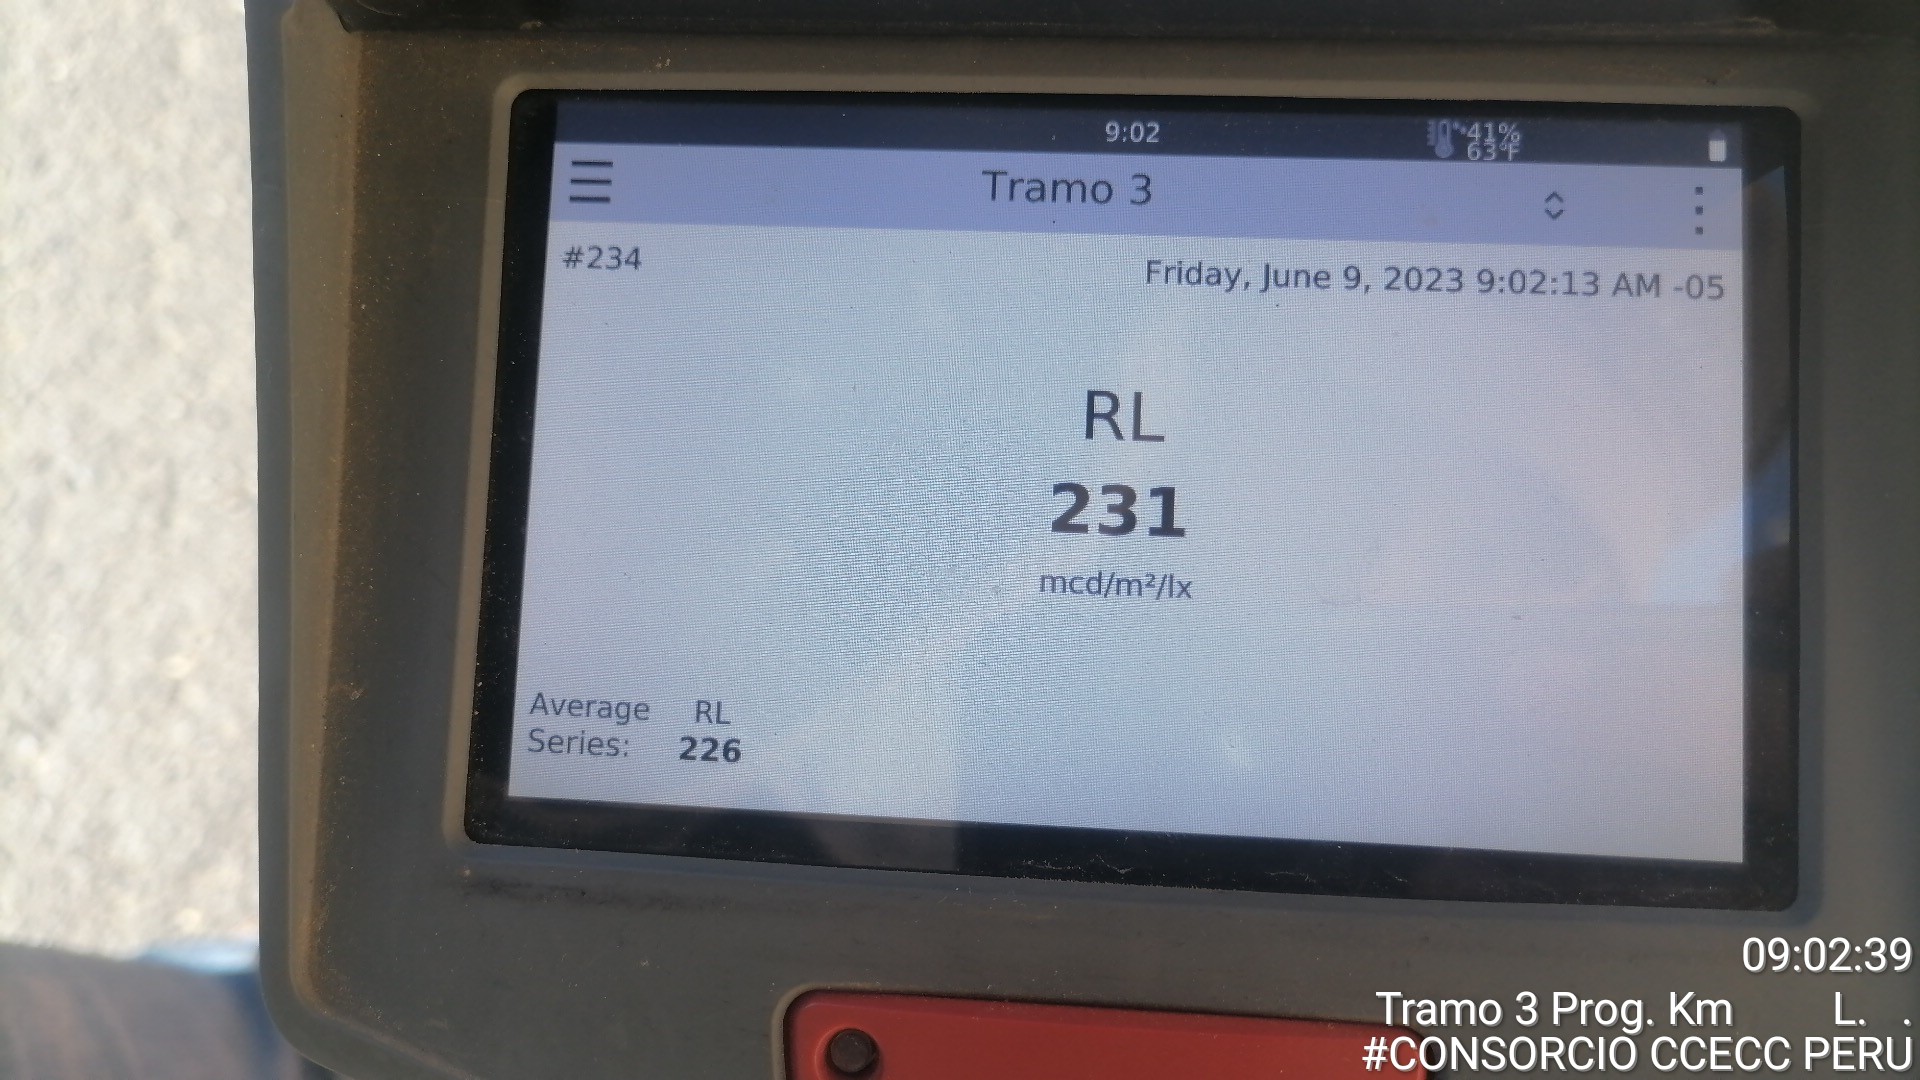 9:02
41%
63°F
Tramo 3
#234
Friday, June 9, 2023 9:02:13 AM -05
RL
231
mcd/m²/lx
Average RL
Series: 226
09:02:39
Tramo 3 Prog. Km L. .
#CONSORCIO CCECC PERU